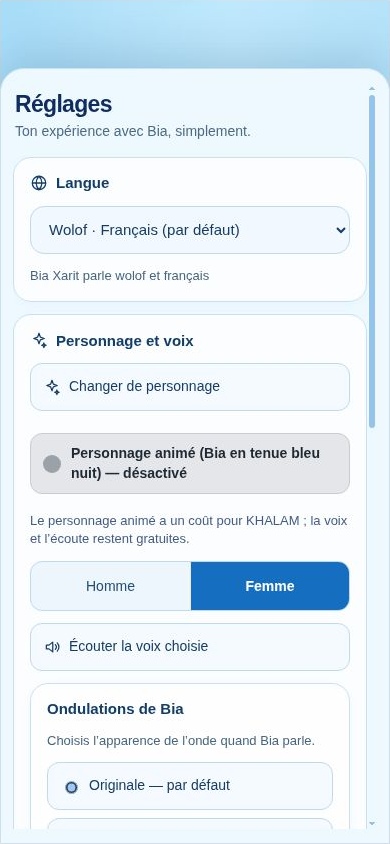 Réglages
Ton expérience avec Bia, simplement.
Langue
Wolof · Français (par défaut)
Bia Xarit parle wolof et français
Personnage et voix
Changer de personnage
Personnage animé (Bia en tenue bleu
nuit) — désactivé
Le personnage animé a un coût pour KHALAM ; la voix
et l’écoute restent gratuites.
Homme
Femme
Écouter la voix choisie
Ondulations de Bia
Choisis l’apparence de l’onde quand Bia parle.
Originale — par défaut